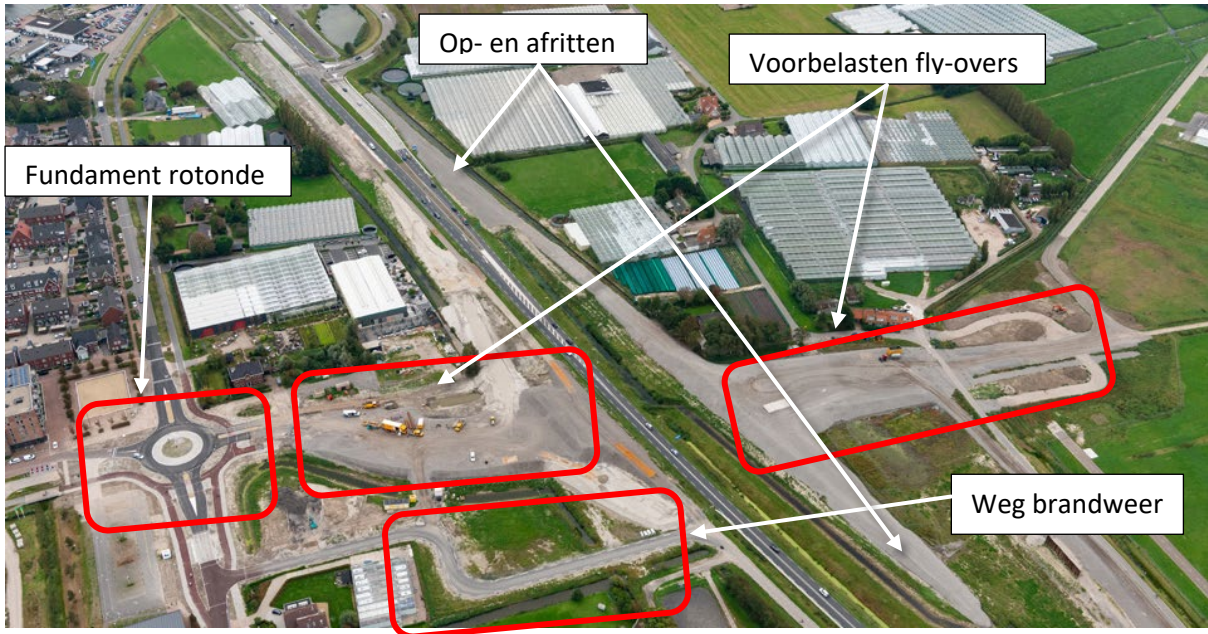 Op- en afritten
Voorbelasten fly-overs
Fundament rotonde
Weg brandweer